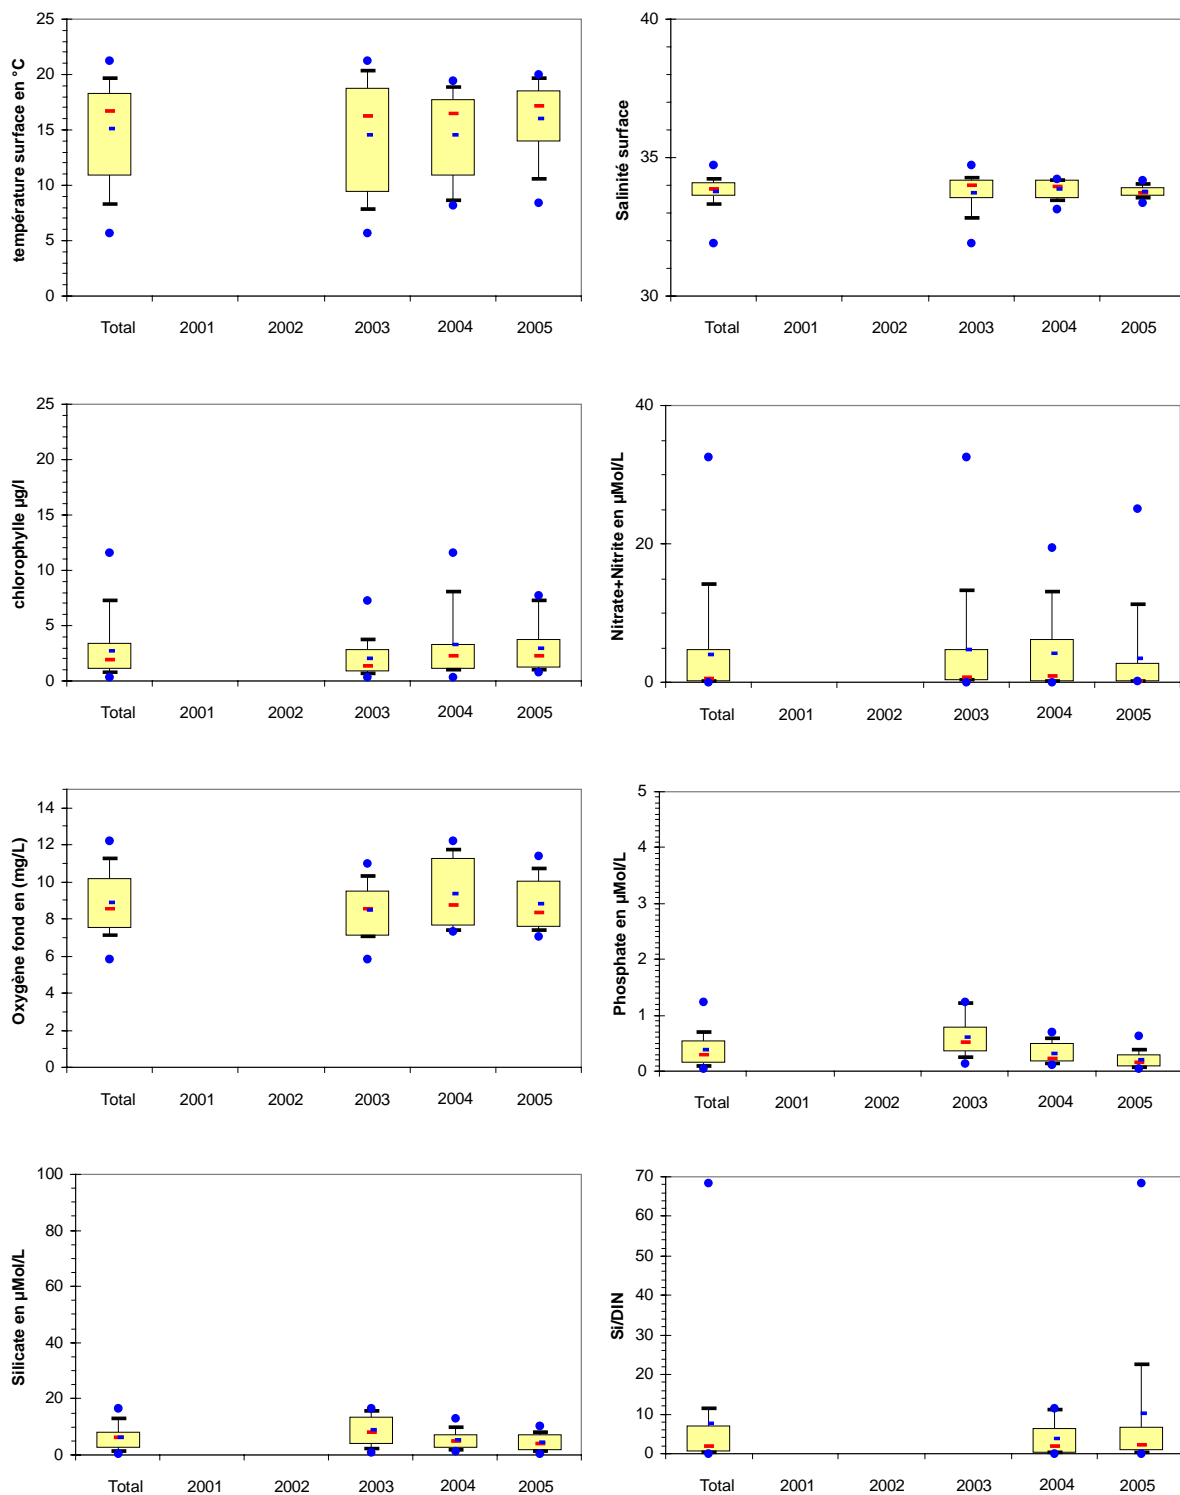 température surface en °C
25
20
15
10
5
0
Total 2001 2002 2003 2004 2005
Salinité surface
40
35
30
Total 2001 2002 2003 2004 2005
chlorophylle µg/l
25
20
15
10
5
0
Total 2001 2002 2003 2004 2005
Nitrate+Nitrite en µMol/L
40
20
0
Total 2001 2002 2003 2004 2005
Oxygène fond en (mg/L)
14
12
10
8
6
4
2
0
Total 2001 2002 2003 2004 2005
Phosphate en µMol/L
5
4
3
2
1
0
Total 2001 2002 2003 2004 2005
Silicate en µMol/L
100
80
60
40
20
0
Total 2001 2002 2003 2004 2005
Si/DIN
70
60
50
40
30
20
10
0
Total 2001 2002 2003 2004 2005